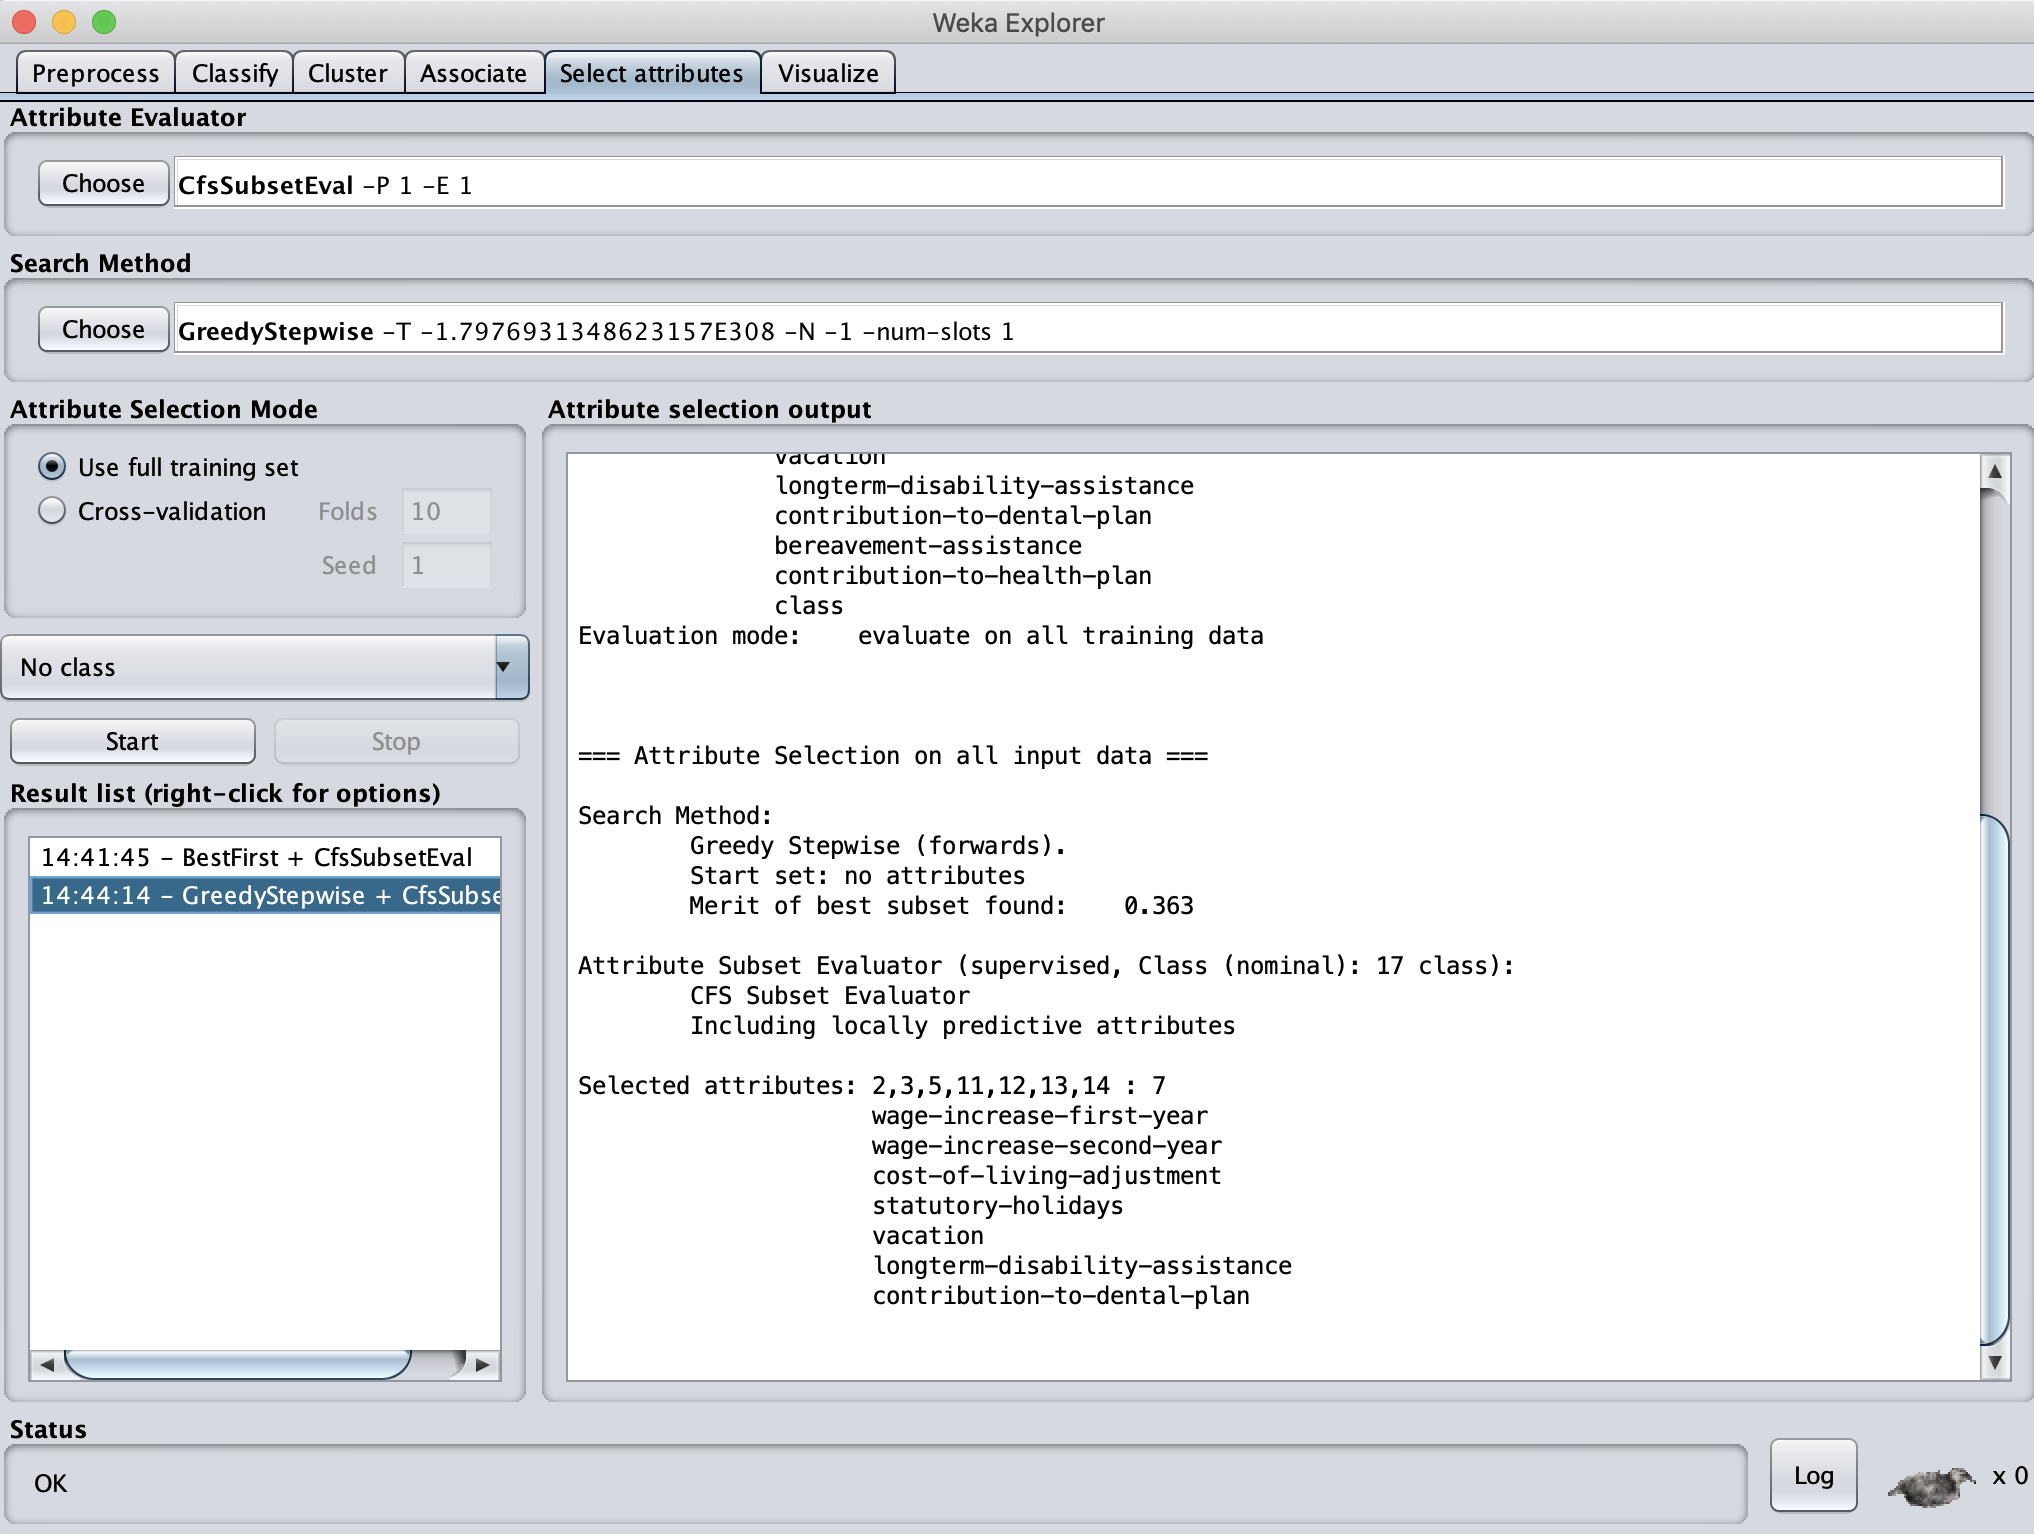 Weka Explorer
Preprocess Classify Cluster Associate Select attributes Visualize
Attribute Evaluator
Choose CfsSubsetEval -P 1 -E 1
Search Method
Choose GreedyStepwise -T -1.7976931348623157E308 -N -1 -num-slots 1
Attribute Selection Mode
Use full training set
Cross-validation Folds 10
Seed 1
No class
Start Stop
Result list (right-click for options)
14:41:45 - BestFirst + CfsSubsetEval
14:44:14 - GreedyStepwise + CfsSubse
Attribute selection output
vacation
longterm-disability-assistance
contribution-to-dental-plan
bereavement-assistance
contribution-to-health-plan
class
Evaluation mode: evaluate on all training data
=== Attribute Selection on all input data ===
Search Method:
Greedy Stepwise (forwards).
Start set: no attributes
Merit of best subset found: 0.363
Attribute Subset Evaluator (supervised, Class (nominal): 17 class):
CFS Subset Evaluator
Including locally predictive attributes
Selected attributes: 2,3,5,11,12,13,14 : 7
wage-increase-first-year
wage-increase-second-year
cost-of-living-adjustment
statutory-holidays
vacation
longterm-disability-assistance
contribution-to-dental-plan
Status
OK
Log x 0